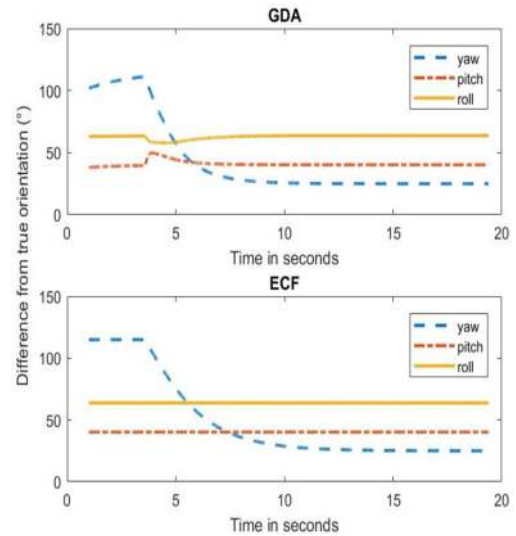 GDA
150
100
50
0
yaw
pitch
roll
0 5 10 15 20
Time in seconds
Difference from true orientation (°)
ECF
150
100
50
0
yaw
pitch
roll
0 5 10 15 20
Time in seconds